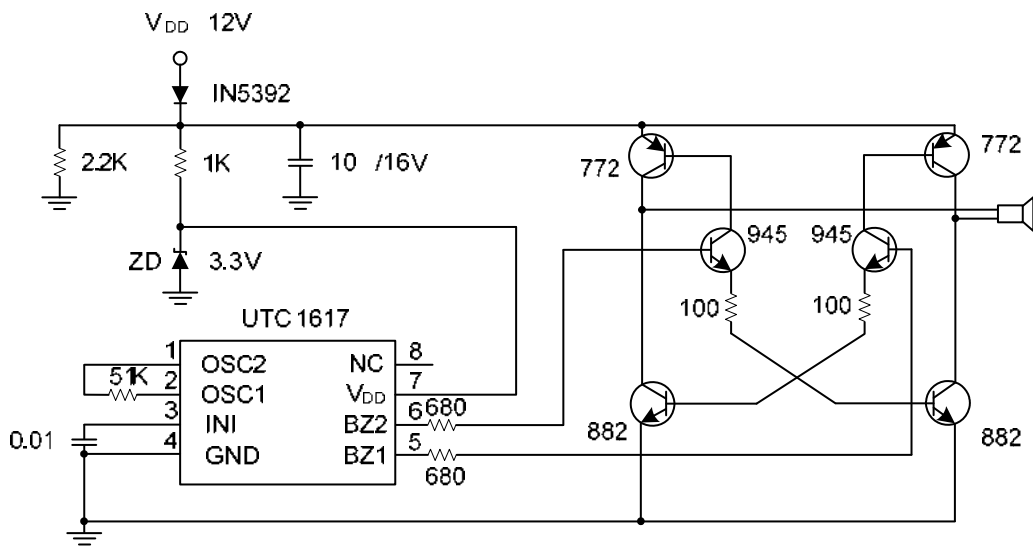 VDD 12V
IN5392
2.2K
1K
10 /16V
772
772
945
945
ZD
3.3V
100
100
UTC 1617
1
OSC2
NC
8
51K
2
OSC1
VDD
7
3
INI
BZ2
6
680
0.01
4
GND
BZ1
5
680
882
882